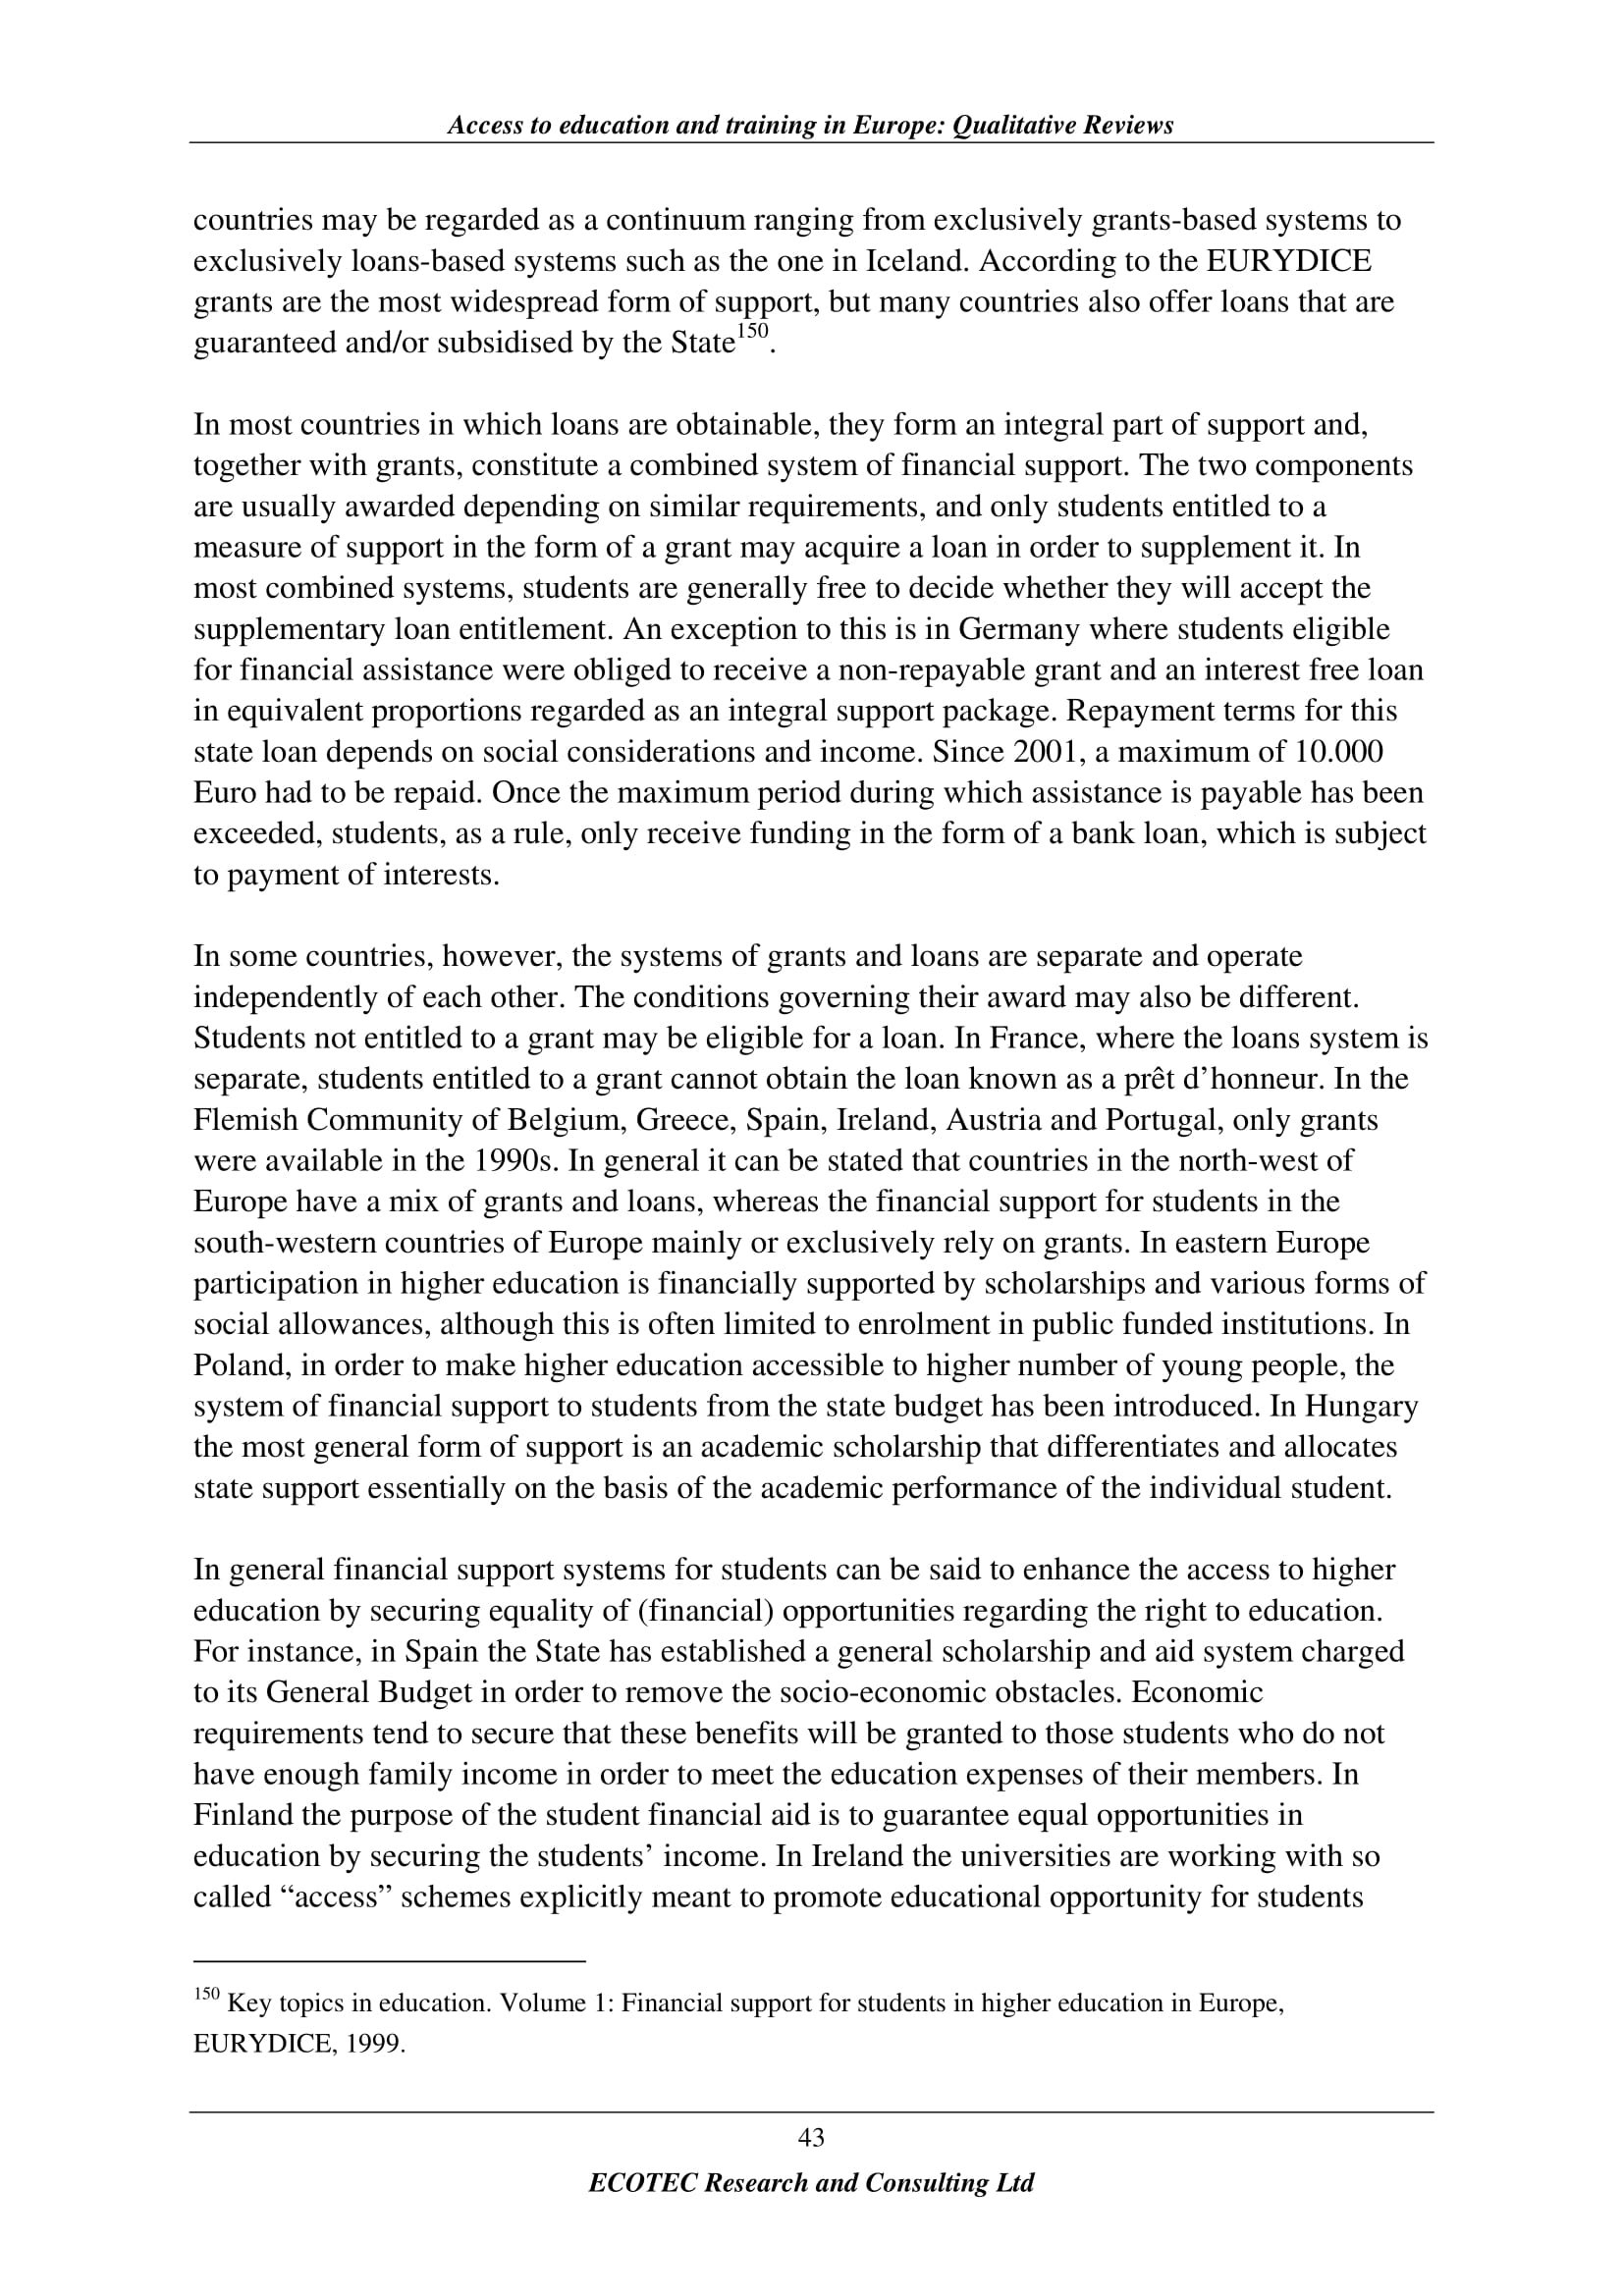 Access to education and training in Europe: Qualitative Reviews
countries may be regarded as a continuum ranging from exclusively grants-based systems to
exclusively loans-based systems such as the one in Iceland. According to the EURYDICE
grants are the most widespread form of support, but many countries also offer loans that are
guaranteed and/or subsidised by the State150.
In most countries in which loans are obtainable, they form an integral part of support and,
together with grants, constitute a combined system of financial support. The two components
are usually awarded depending on similar requirements, and only students entitled to a
measure of support in the form of a grant may acquire a loan in order to supplement it. In
most combined systems, students are generally free to decide whether they will accept the
supplementary loan entitlement. An exception to this is in Germany where students eligible
for financial assistance were obliged to receive a non-repayable grant and an interest free loan
in equivalent proportions regarded as an integral support package. Repayment terms for this
state loan depends on social considerations and income. Since 2001, a maximum of 10.000
Euro had to be repaid. Once the maximum period during which assistance is payable has been
exceeded, students, as a rule, only receive funding in the form of a bank loan, which is subject
to payment of interests.
In some countries, however, the systems of grants and loans are separate and operate
independently of each other. The conditions governing their award may also be different.
Students not entitled to a grant may be eligible for a loan. In France, where the loans system is
separate, students entitled to a grant cannot obtain the loan known as a prêt d’honneur. In the
Flemish Community of Belgium, Greece, Spain, Ireland, Austria and Portugal, only grants
were available in the 1990s. In general it can be stated that countries in the north-west of
Europe have a mix of grants and loans, whereas the financial support for students in the
south-western countries of Europe mainly or exclusively rely on grants. In eastern Europe
participation in higher education is financially supported by scholarships and various forms of
social allowances, although this is often limited to enrolment in public funded institutions. In
Poland, in order to make higher education accessible to higher number of young people, the
system of financial support to students from the state budget has been introduced. In Hungary
the most general form of support is an academic scholarship that differentiates and allocates
state support essentially on the basis of the academic performance of the individual student.
In general financial support systems for students can be said to enhance the access to higher
education by securing equality of (financial) opportunities regarding the right to education.
For instance, in Spain the State has established a general scholarship and aid system charged
to its General Budget in order to remove the socio-economic obstacles. Economic
requirements tend to secure that these benefits will be granted to those students who do not
have enough family income in order to meet the education expenses of their members. In
Finland the purpose of the student financial aid is to guarantee equal opportunities in
education by securing the students’ income. In Ireland the universities are working with so
called “access” schemes explicitly meant to promote educational opportunity for students
150 Key topics in education. Volume 1: Financial support for students in higher education in Europe,
EURYDICE, 1999.
43
ECOTEC Research and Consulting Ltd